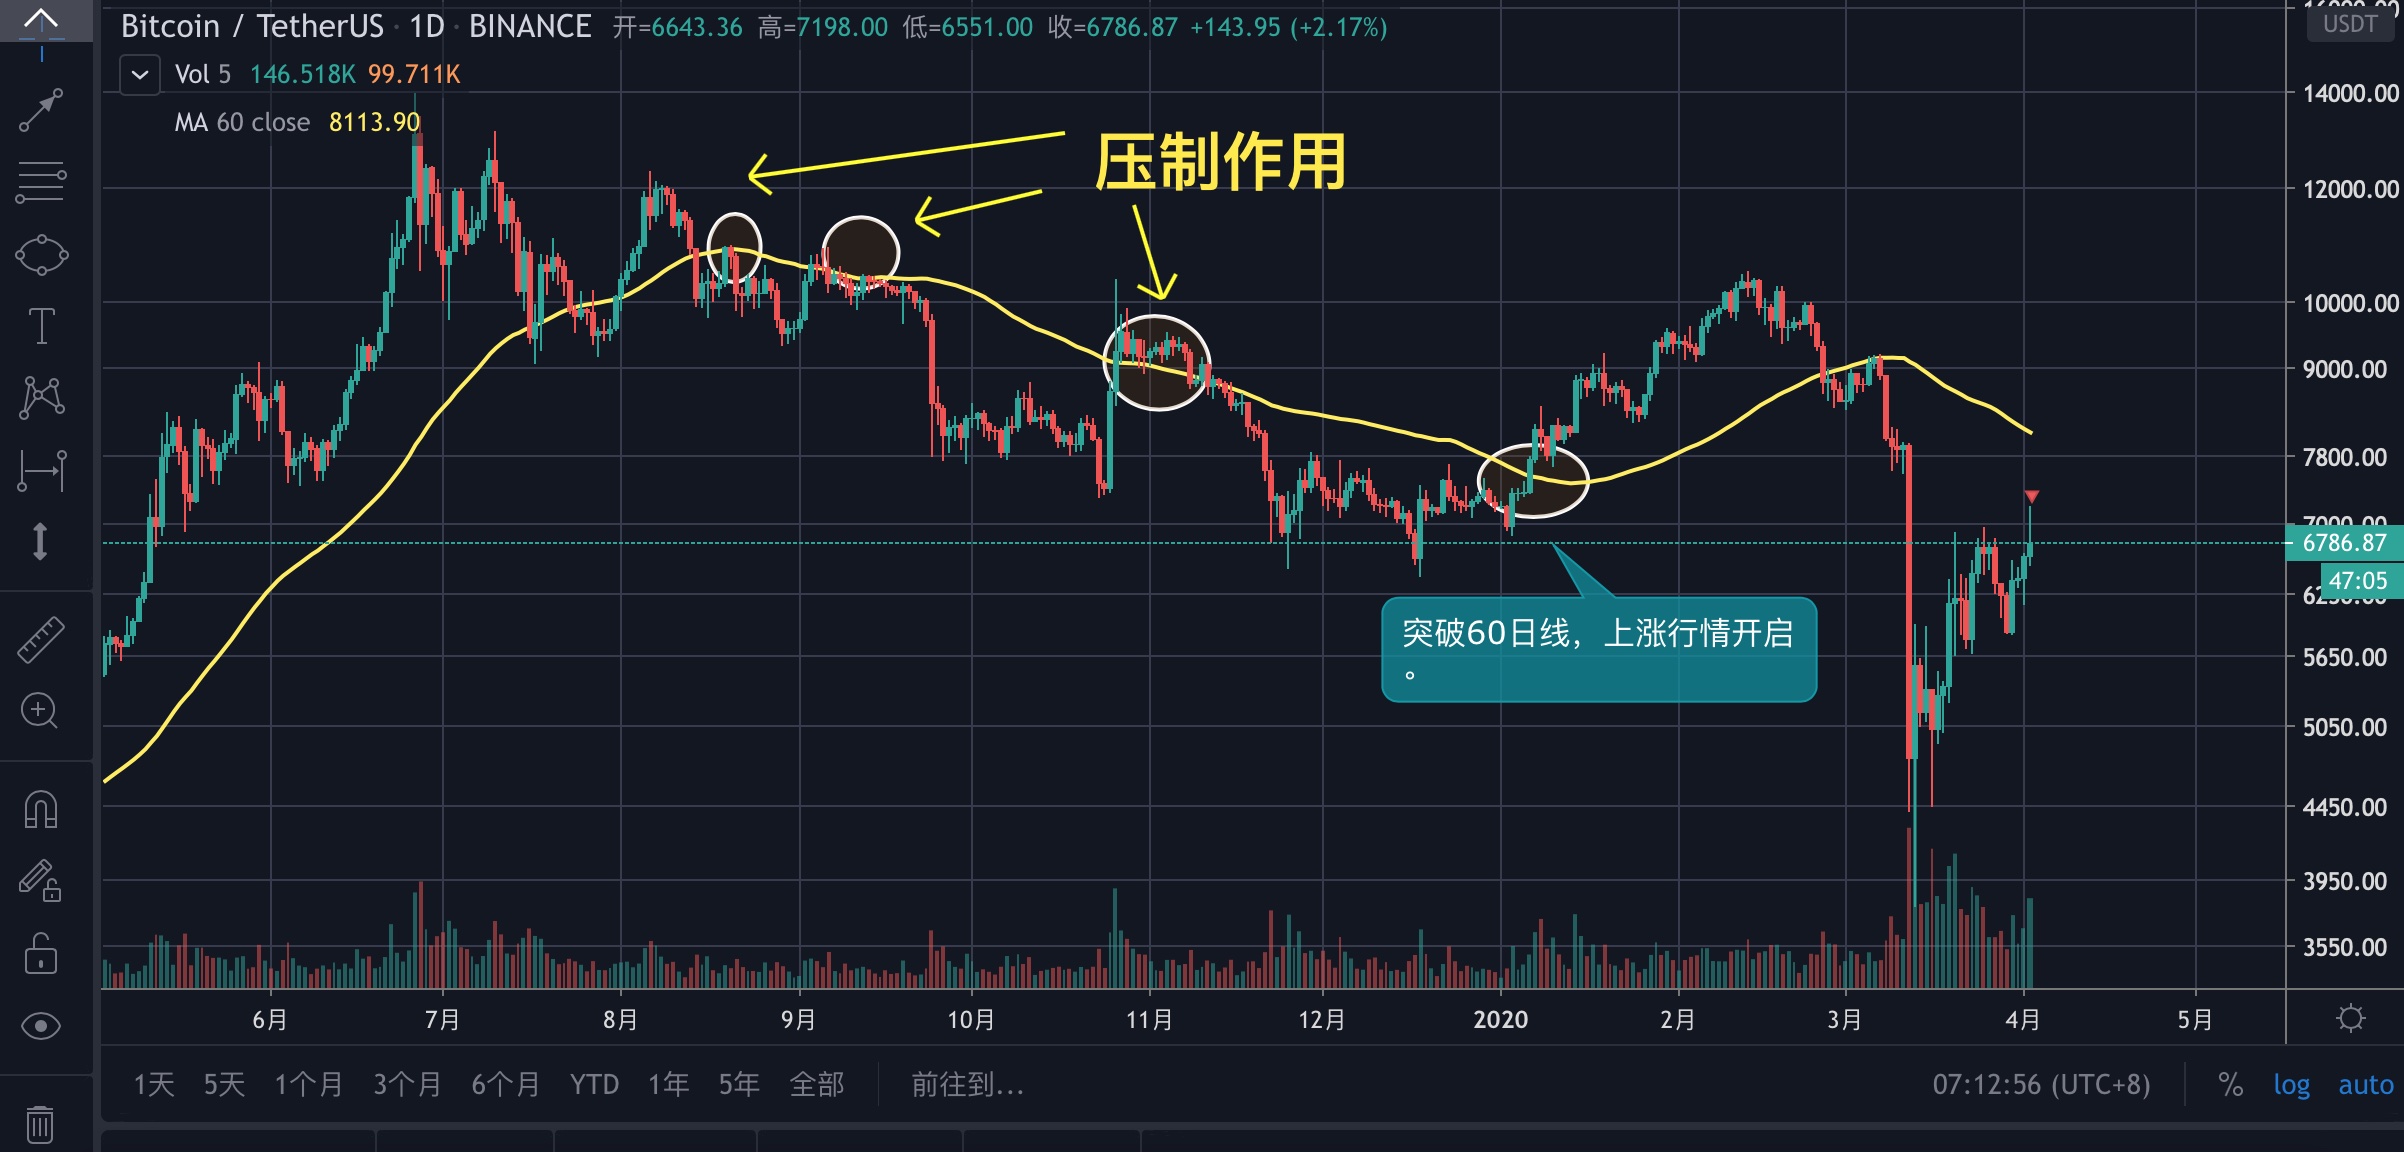 Bitcoin / TetherUS · 1D · BINANCE 开=6643.36 高=7198.00 低=6551.00 收=6786.87 +143.95 (+2.17%)
USDT
Vol 5 146.518K 99.711K
MA 60 close 8113.90
压制作用
14000.00
12000.00
10000.00
9000.00
7800.00
7000.00
6786.87
47:05
5650.00
5050.00
4450.00
3950.00
3550.00
突破60日线，上涨行情开启
。
6月 7月 8月 9月 10月 11月 12月 2020 2月 3月 4月 5月
1天 5天 1个月 3个月 6个月 YTD 1年 5年 全部 前往到... 07:12:56 (UTC+8) % log auto